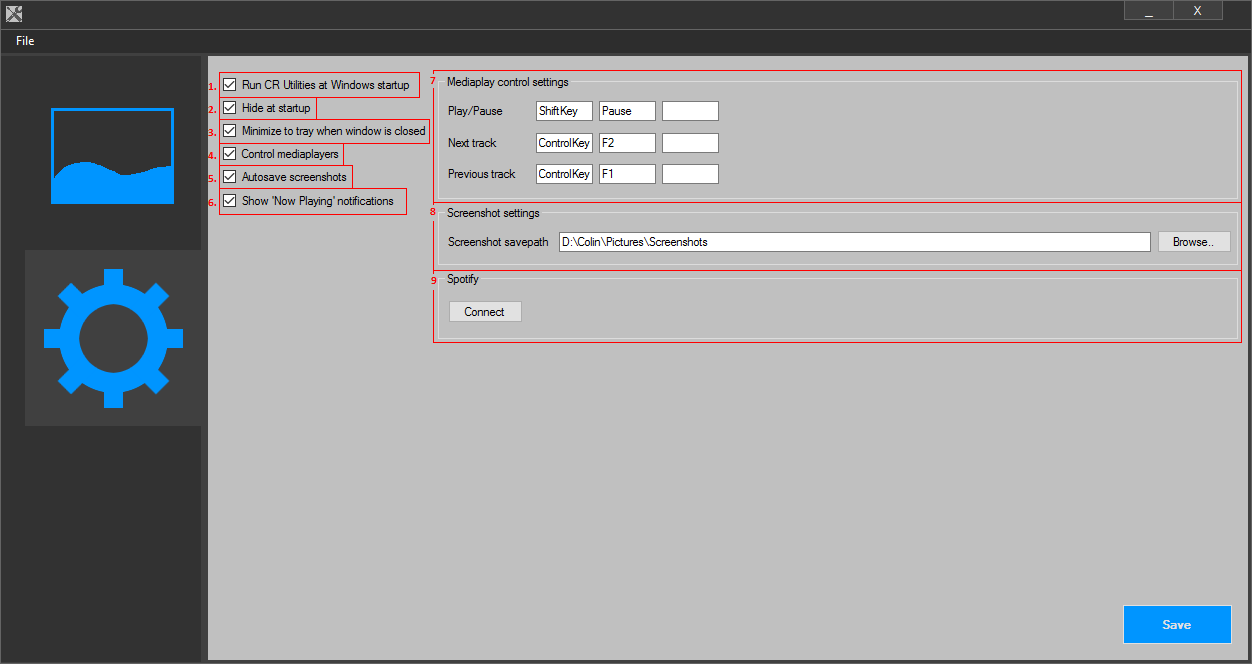 _ X
File
1. Run CR Utilities at Windows startup
2. Hide at startup
3. Minimize to tray when window is closed
4. Control mediaplayers
5. Autosave screenshots
6. Show 'Now Playing' notifications
7 Mediaplay control settings
Play/Pause ShiftKey Pause
Next track ControlKey F2
Previous track ControlKey F1
8 Screenshot settings
Screenshot savepath D:\Colin\Pictures\Screenshots Browse..
9 Spotify
Connect
Save